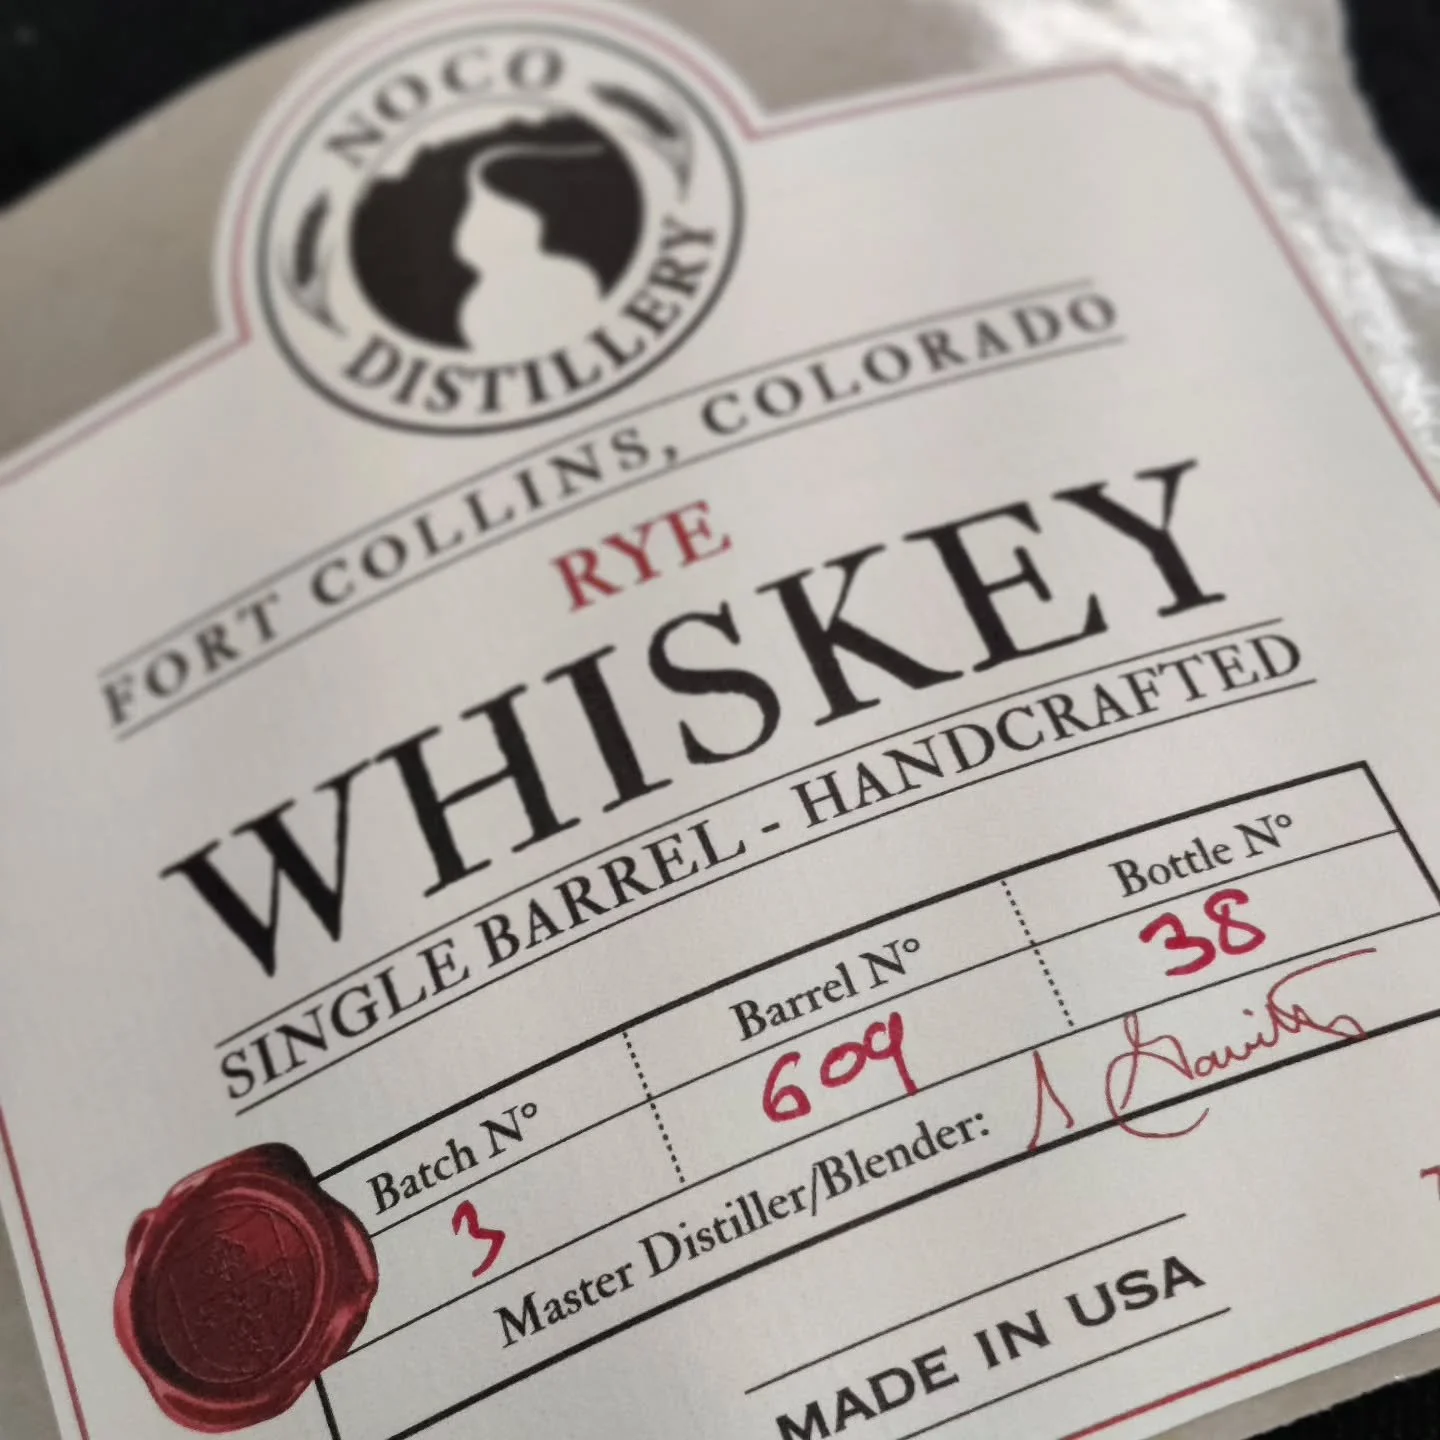 NOCO
DISTILLERY
FORT COLLINS, COLORADO
RYE
WHISKEY
SINGLE BARREL - HANDCRAFTED
Batch Nº Barrel Nº Bottle Nº
3 609 38
Master Distiller/Blender:
MADE IN USA